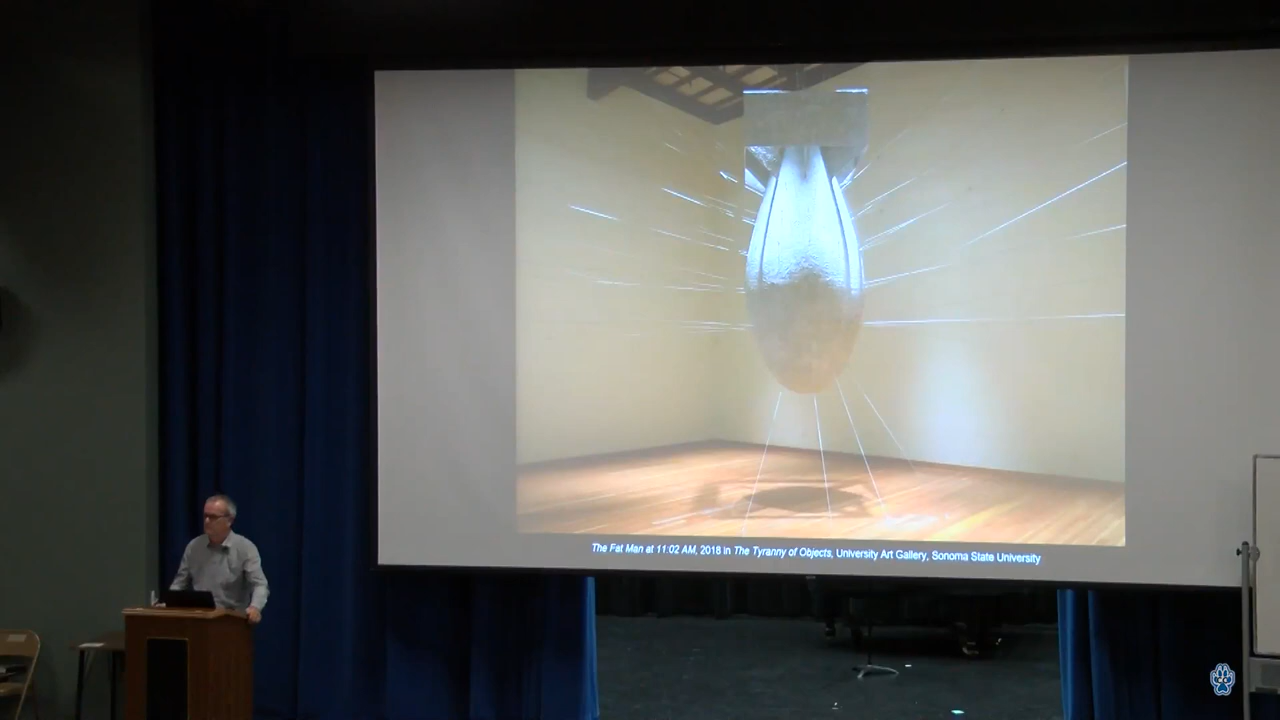 The Fat Man at 11:02 AM, 2018 in The Tyranny of Objects, University Art Gallery, Sonoma State University